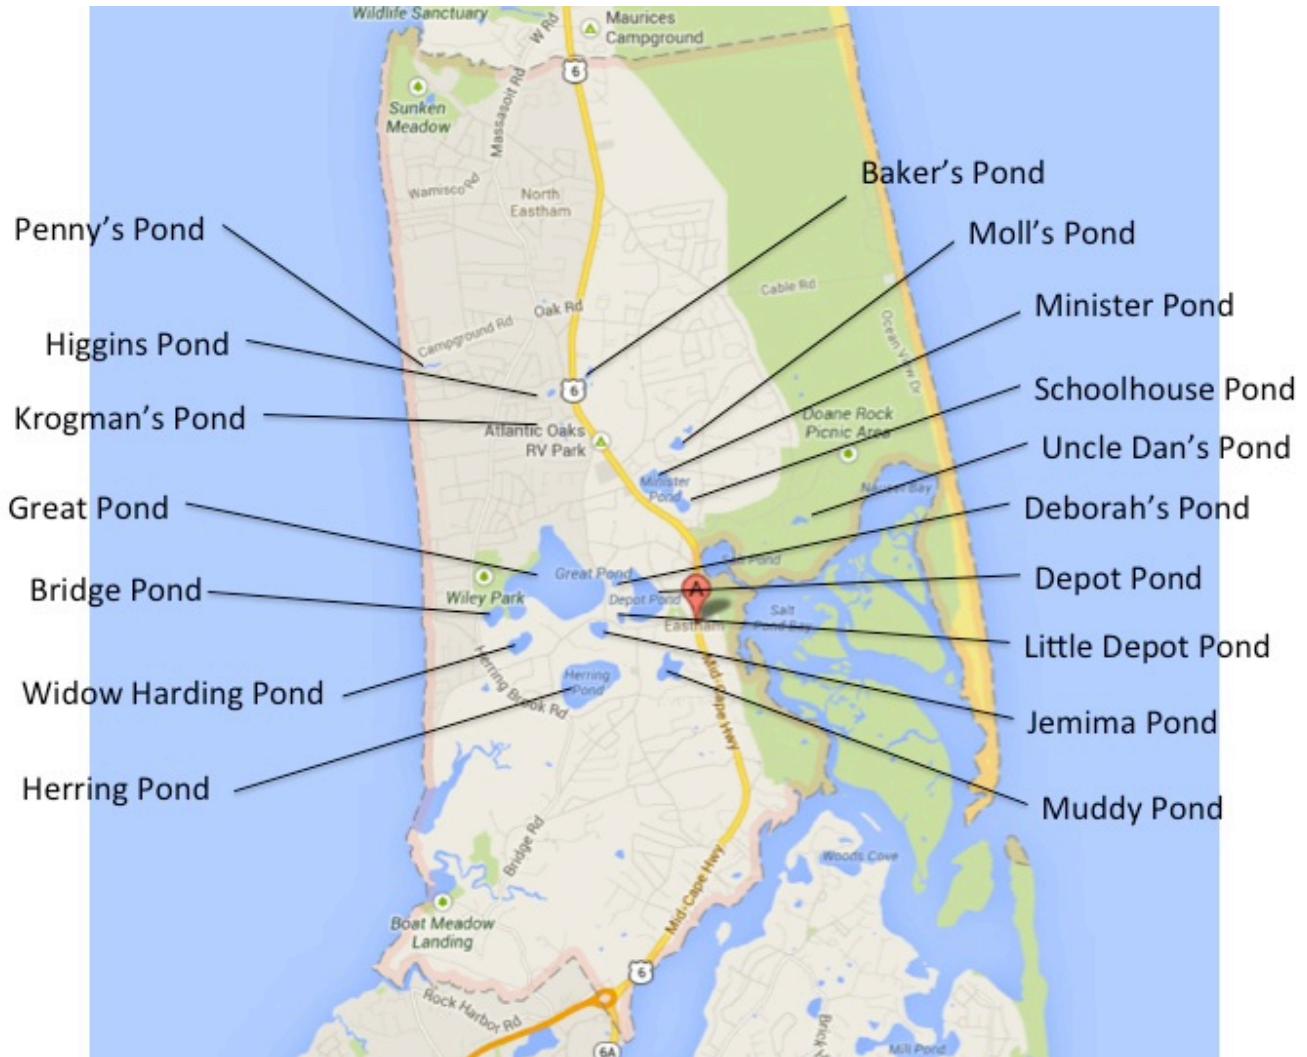 Wildlife Sanctuary
W Rd
Maurices
Campground
6
Massasoit Rd
Sunken
Meadow
Wamisco Rd
North
Eastham
Baker's Pond
Penny's Pond
Moll's Pond
Cable Rd
Oak Rd
Minister Pond
Campground Rd
Ocean View Dr
Higgins Pond
6
Schoolhouse Pond
Krogman's Pond
Atlantic Oaks
RV Park
Doane Rock
Picnic Area
Uncle Dan's Pond
Minister
Pond
Nauset Bay
Great Pond
Deborah's Pond
Salt Pond
Great Pond
Depot Pond
Bridge Pond
Wiley Park
A
Depot Pond
Salt
Pond Bay
Eastham
Little Depot Pond
Herring Brook Rd
Herring
Pond
Mid-Cape Hwy
Widow Harding Pond
Jemima Pond
Herring Pond
Muddy Pond
Bridge Rd
Woods Cove
Mid-Cape Hwy
Boat Meadow
Landing
6
Rock Harbor Rd
6A
Mill Pond